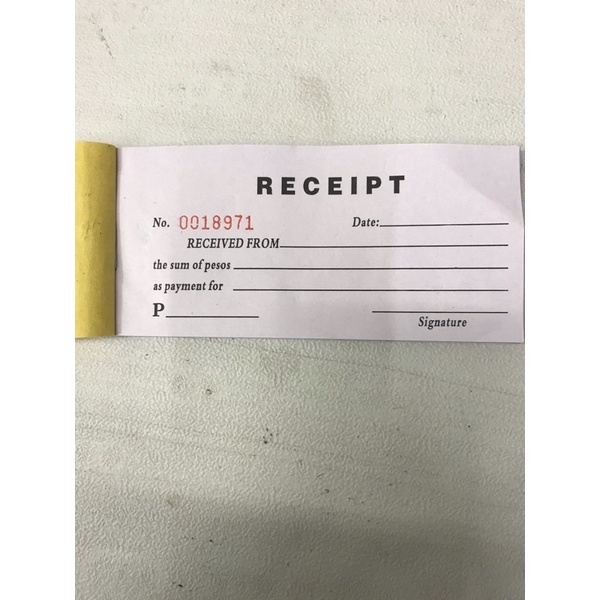 RECEIPT
No. 0018971 Date:
RECEIVED FROM
the sum of pesos
as payment for
P
Signature